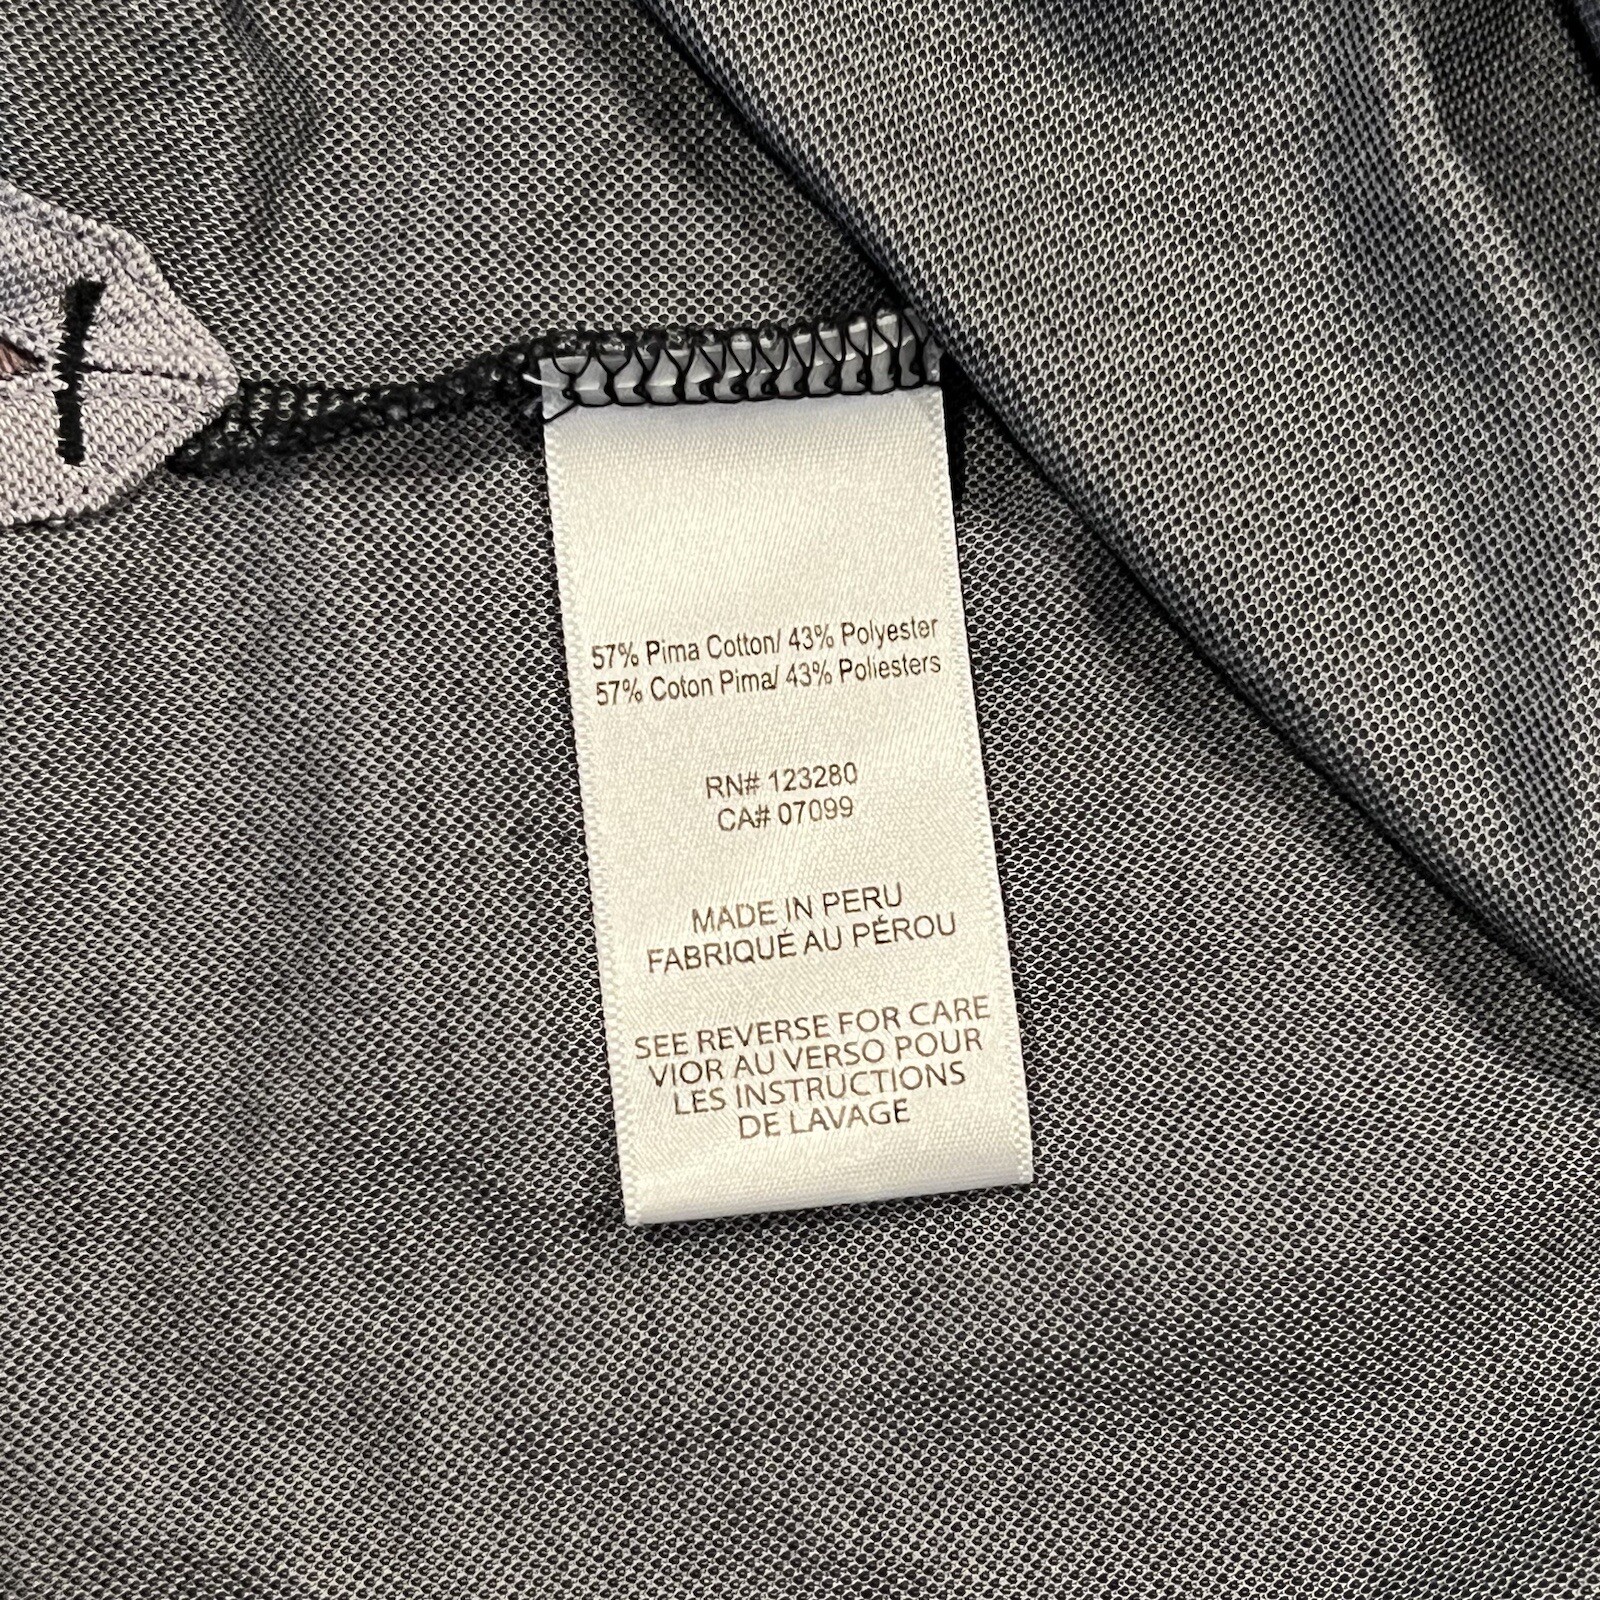 57% Pima Cotton/ 43% Polyester
57% Coton Pima/ 43% Poliesters
RN# 123280
CA# 07099
MADE IN PERU
FABRIQUÉ AU PÉROU
SEE REVERSE FOR CARE
VIOR AU VERSO POUR
LES INSTRUCTIONS
DE LAVAGE